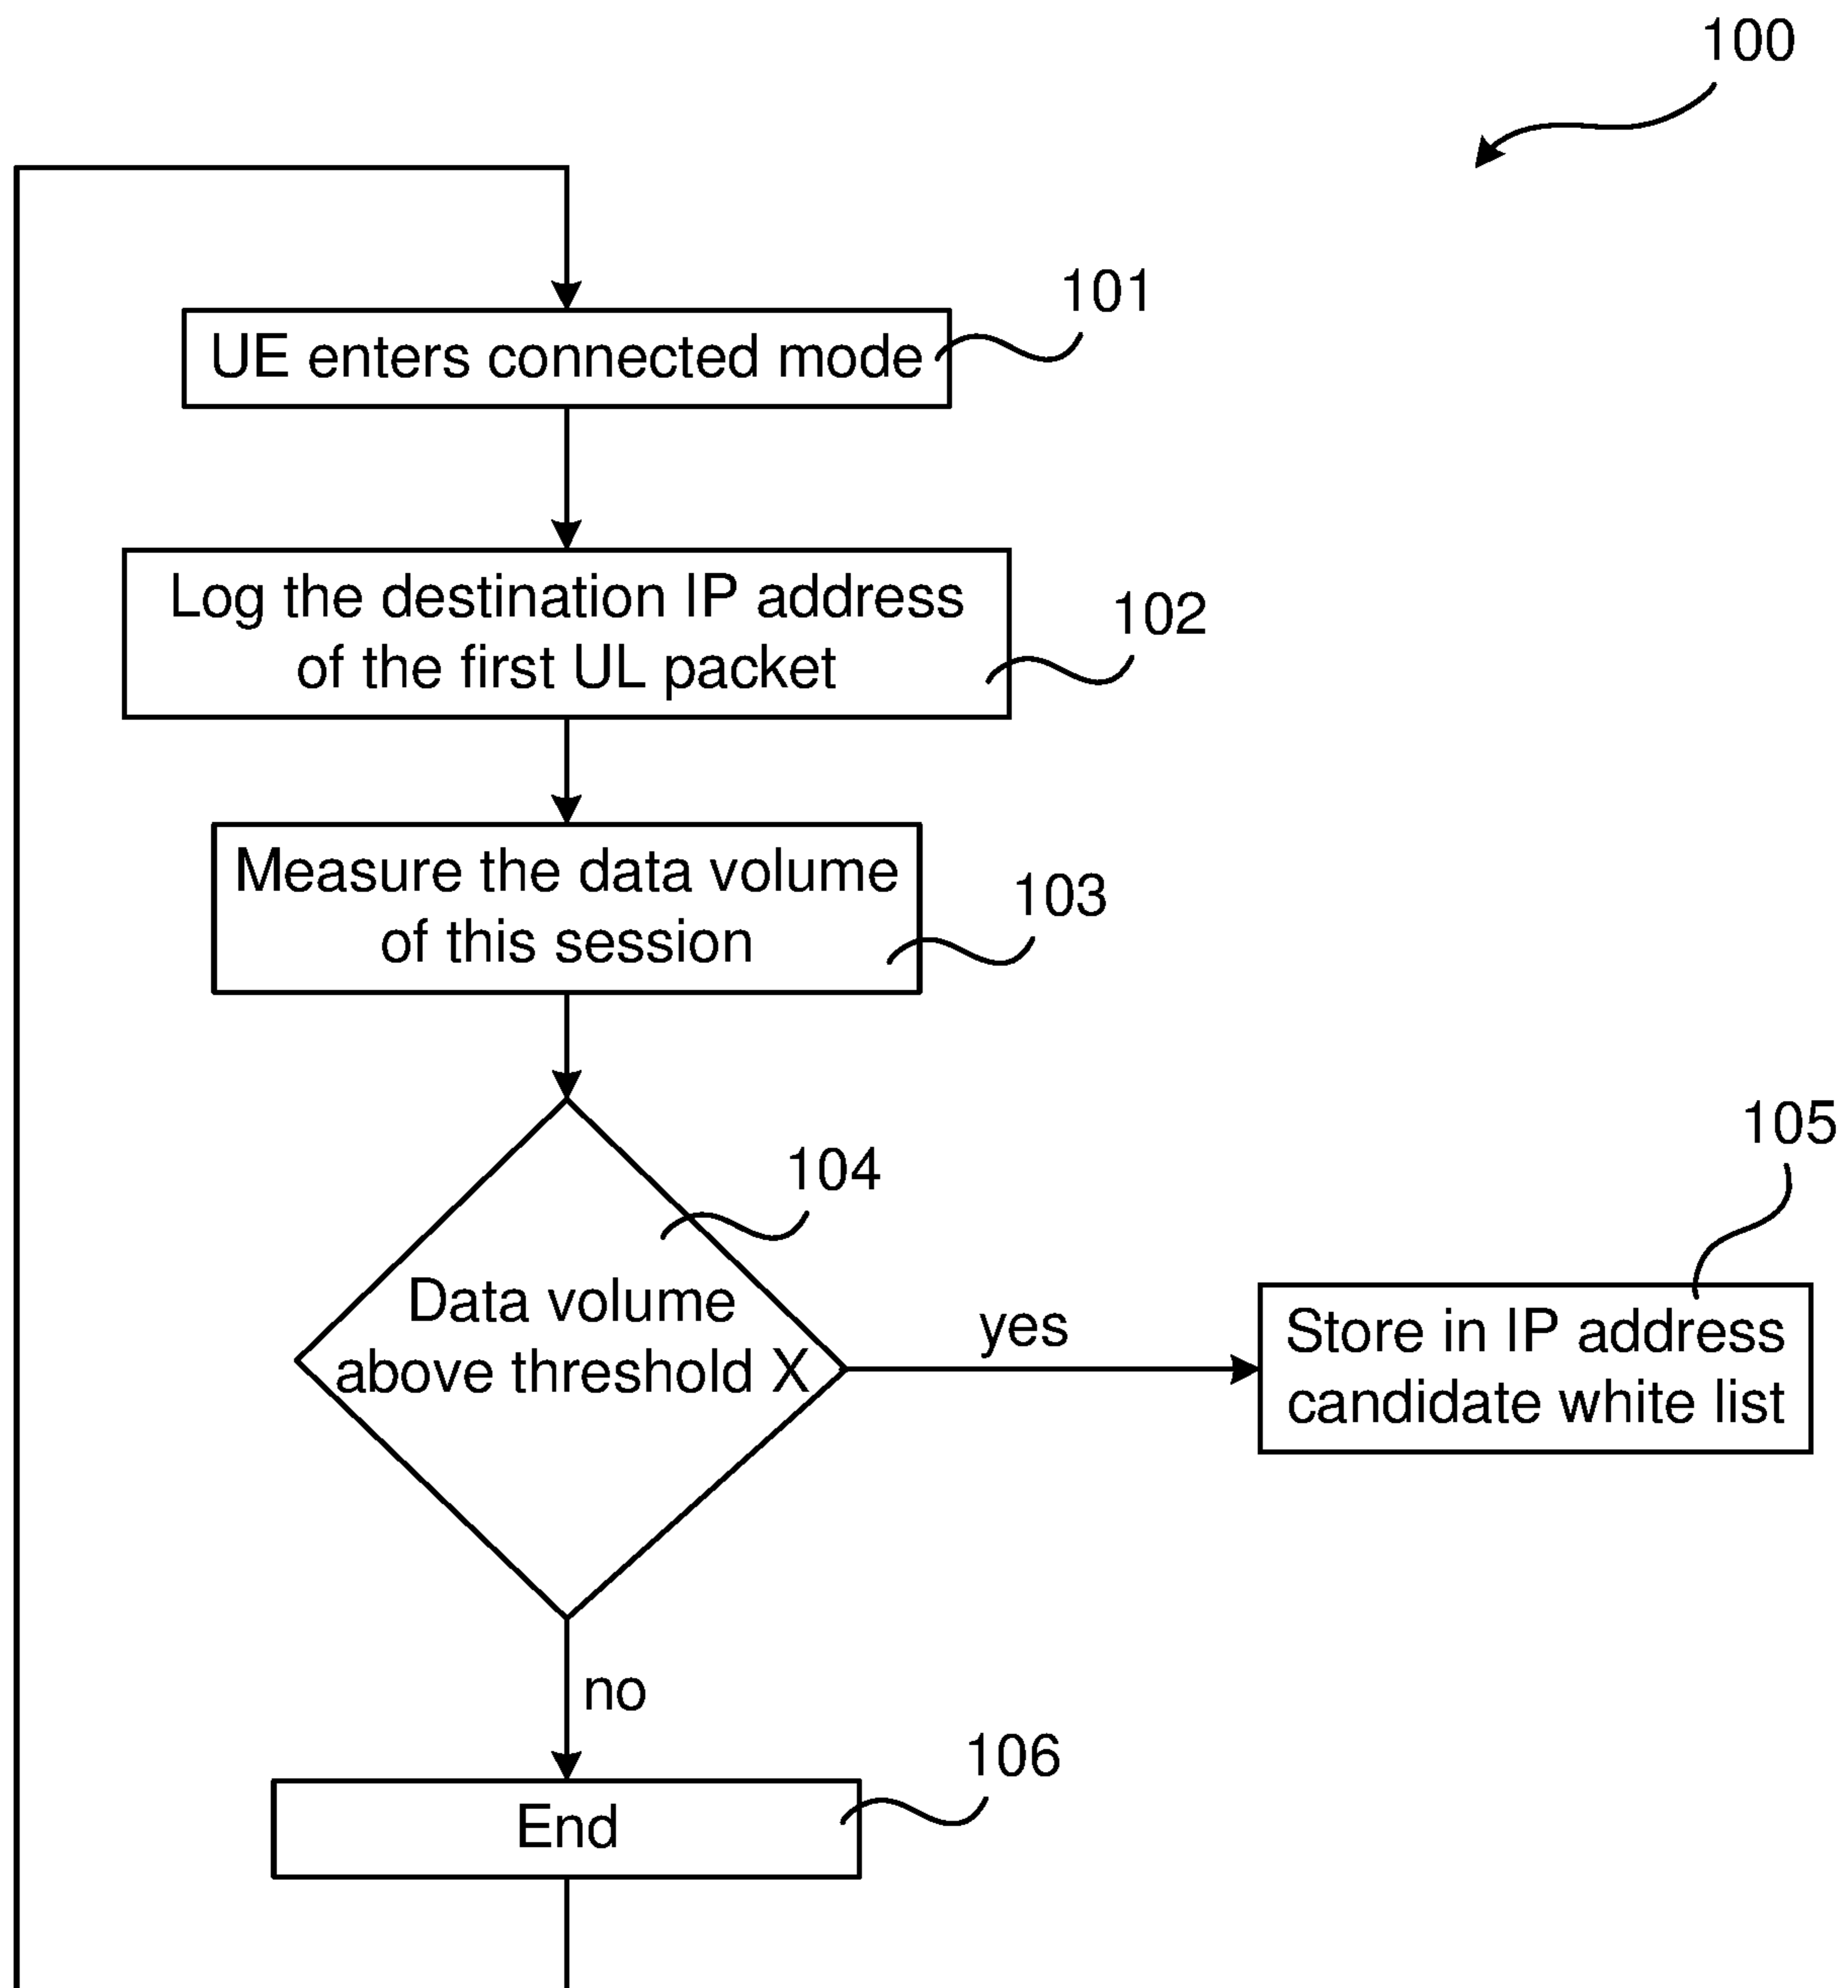 100
101
UE enters connected mode
Log the destination IP address
of the first UL packet
102
Measure the data volume
of this session
103
104
Data volume
above threshold X
yes
105
Store in IP address
candidate white list
no
106
End